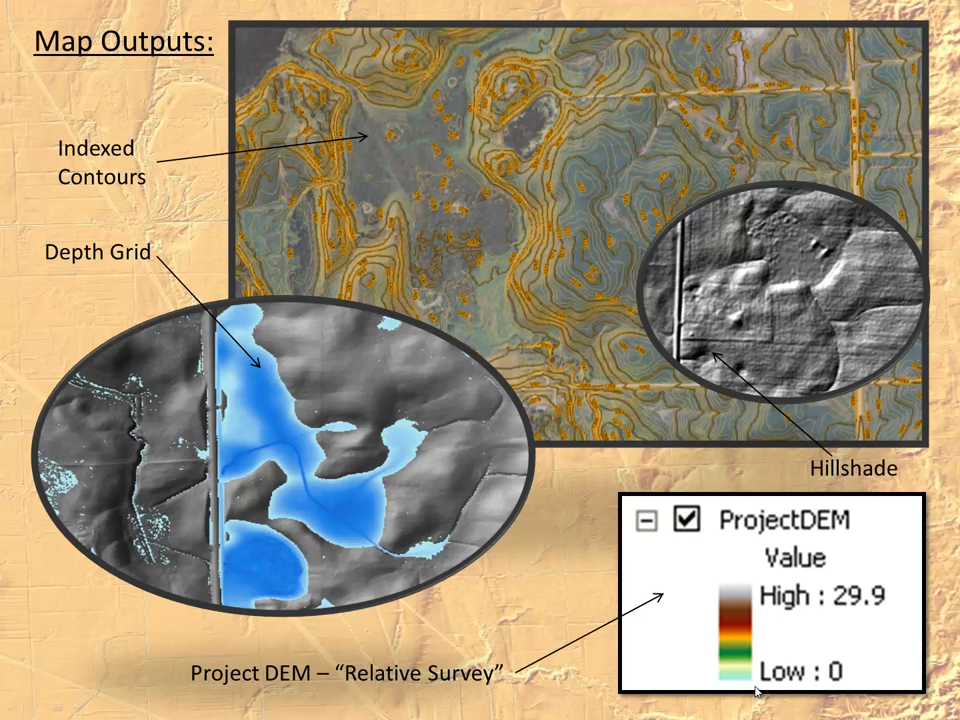 Map Outputs:
Indexed
Contours
Depth Grid
Hillshade
ProjectDEM
Value
High : 29.9
Low : 0
Project DEM – “Relative Survey”